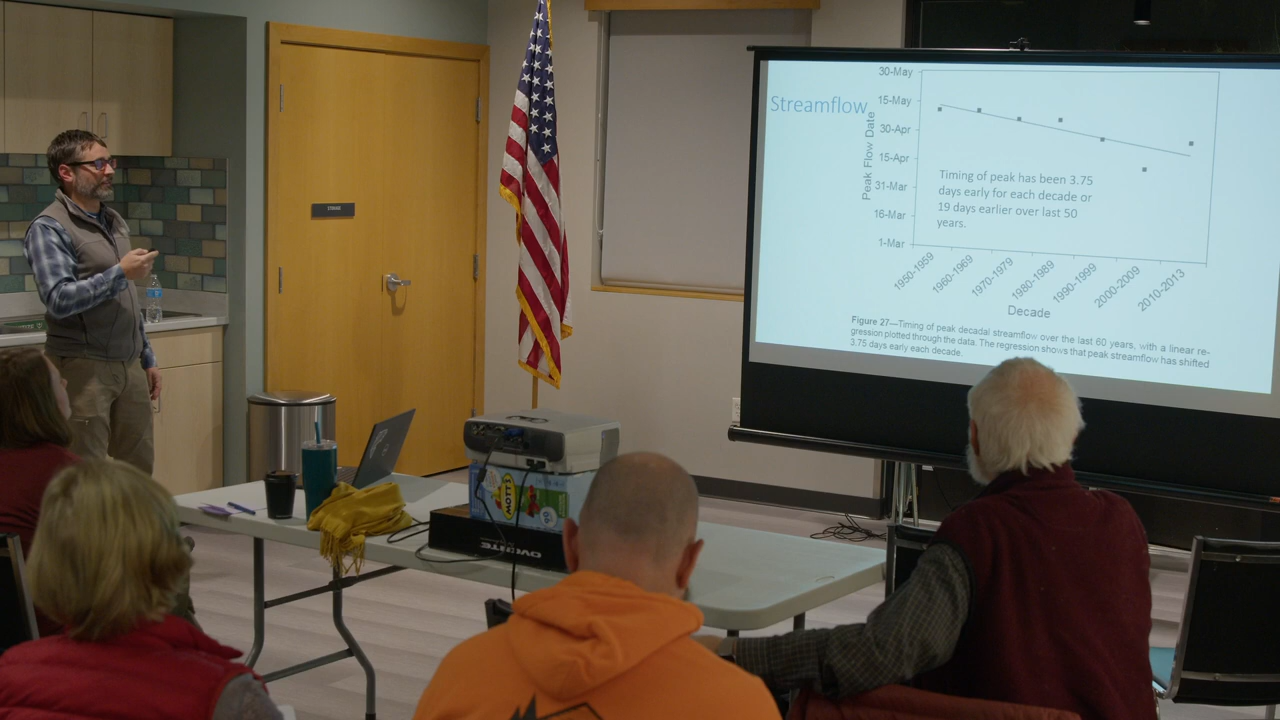 Streamflow
Peak Flow Date
30-May
15-May
30-Apr
15-Apr
31-Mar
16-Mar
1-Mar
Timing of peak has been 3.75
days early for each decade or
19 days earlier over last 50
years.
1950-1959
1960-1969
1970-1979
1980-1989
1990-1999
2000-2009
2010-2013
Decade
Figure 27—Timing of peak decadal streamflow over the last 60 years, with a linear re-
gression plotted through the data. The regression shows that peak streamflow has shifted
3.75 days early each decade.
STORAGE
MOTT'S